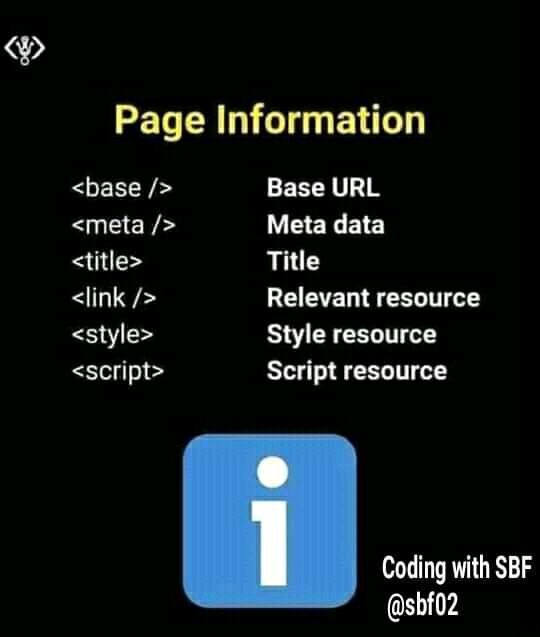 Page Information
<base /> Base URL
<meta /> Meta data
<title> Title
<link /> Relevant resource
<style> Style resource
<script> Script resource
i
Coding with SBF
@sbf02